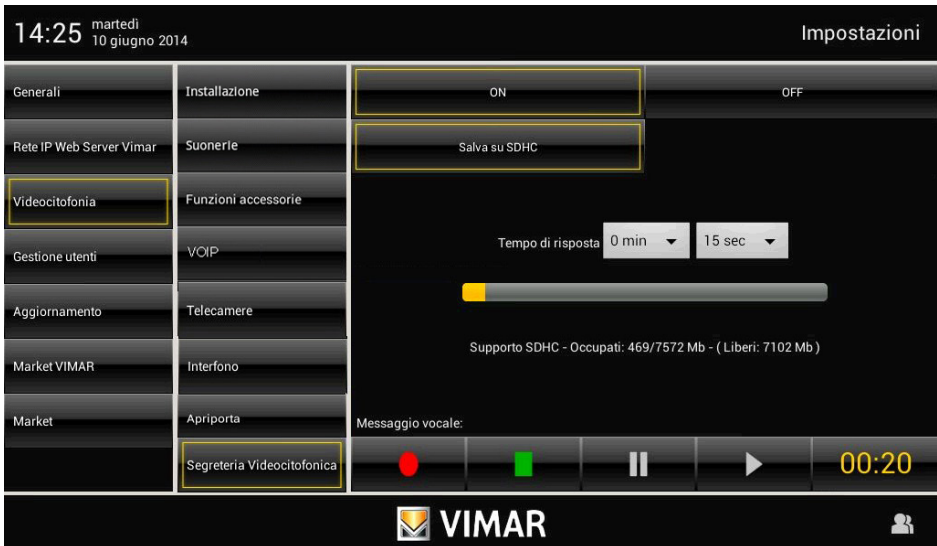 14:25
martedì
10 giugno 2014
Impostazioni
Generali
Rete IP Web Server Vimar
Videocitofonia
Gestione utenti
Aggiornamento
Market VIMAR
Market
Installazione
Suonerie
Funzioni accessorie
VOIP
Telecamere
Interfono
Apriporta
Segreteria Videocitofonica
ON
OFF
Salva su SDHC
Tempo di risposta 0 min 15 sec
Supporto SDHC - Occupati: 469/7572 Mb - ( Liberi: 7102 Mb )
Messaggio vocale:
00:20
VIMAR